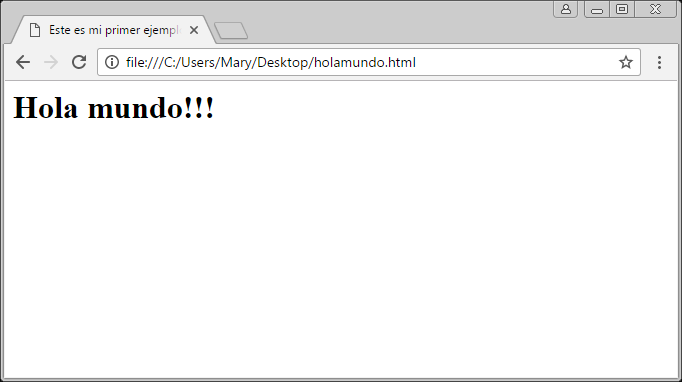 Este es mi primer ejempl
file:///C:/Users/Mary/Desktop/holamundo.html
Hola mundo!!!